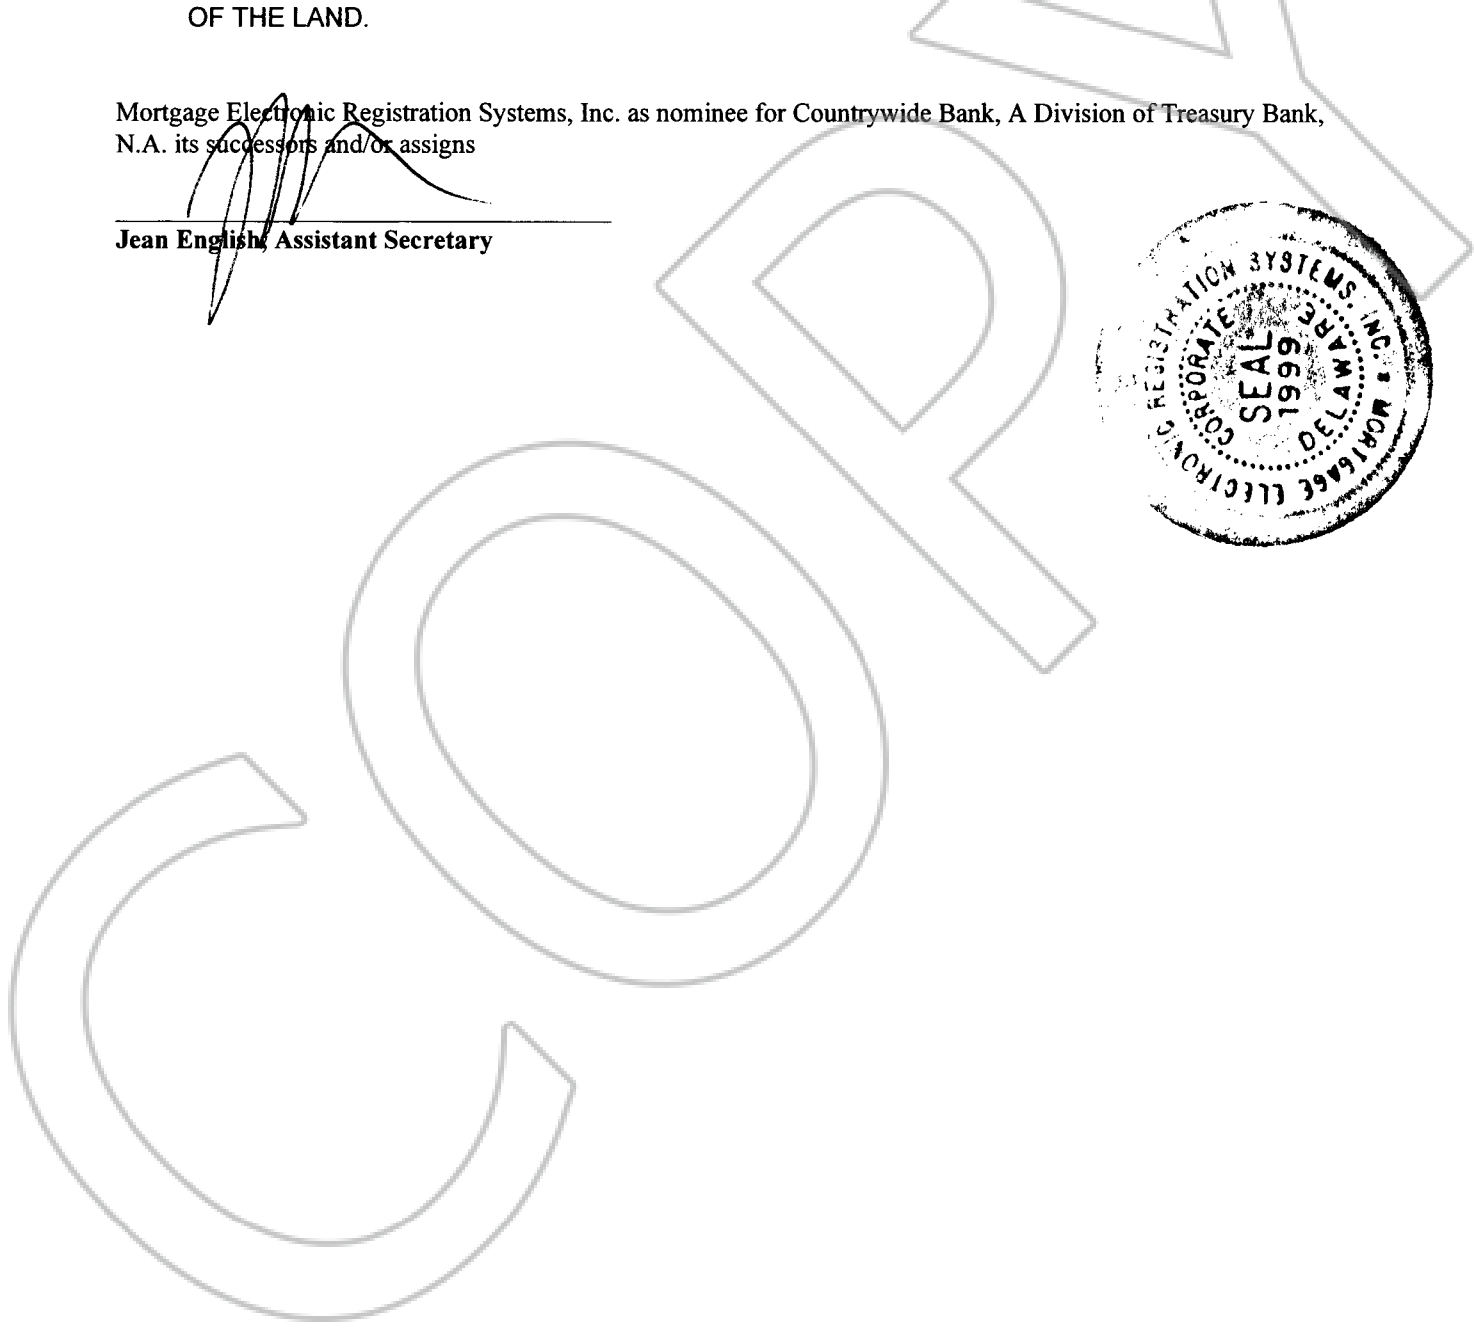 OF THE LAND.
Mortgage Electronic Registration Systems, Inc. as nominee for Countrywide Bank, A Division of Treasury Bank,
N.A. its successors and/or assigns
Jean English, Assistant Secretary
MORTGAGE ELECTRONIC REGISTRATION SYSTEMS, INC.
CORPORATE
SEAL
1999
DELAWARE
COPY